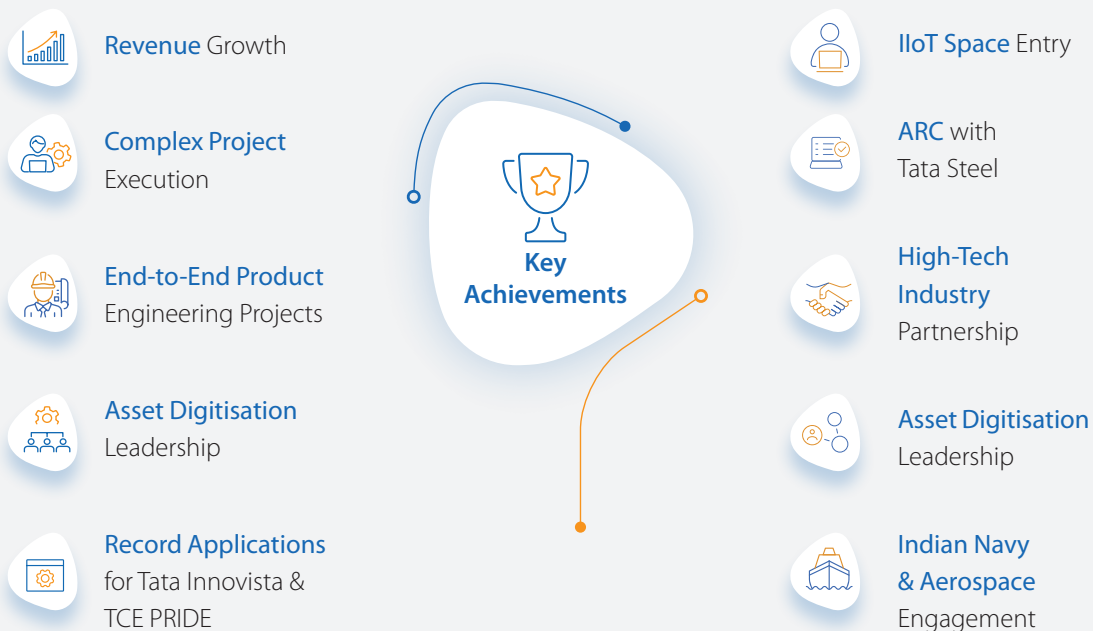 Revenue Growth
Complex Project
Execution
End-to-End Product
Engineering Projects
Asset Digitisation
Leadership
Record Applications
for Tata Innovista &
TCE PRIDE
Key
Achievements
IIoT Space Entry
ARC with
Tata Steel
High-Tech
Industry
Partnership
Asset Digitisation
Leadership
Indian Navy
& Aerospace
Engagement